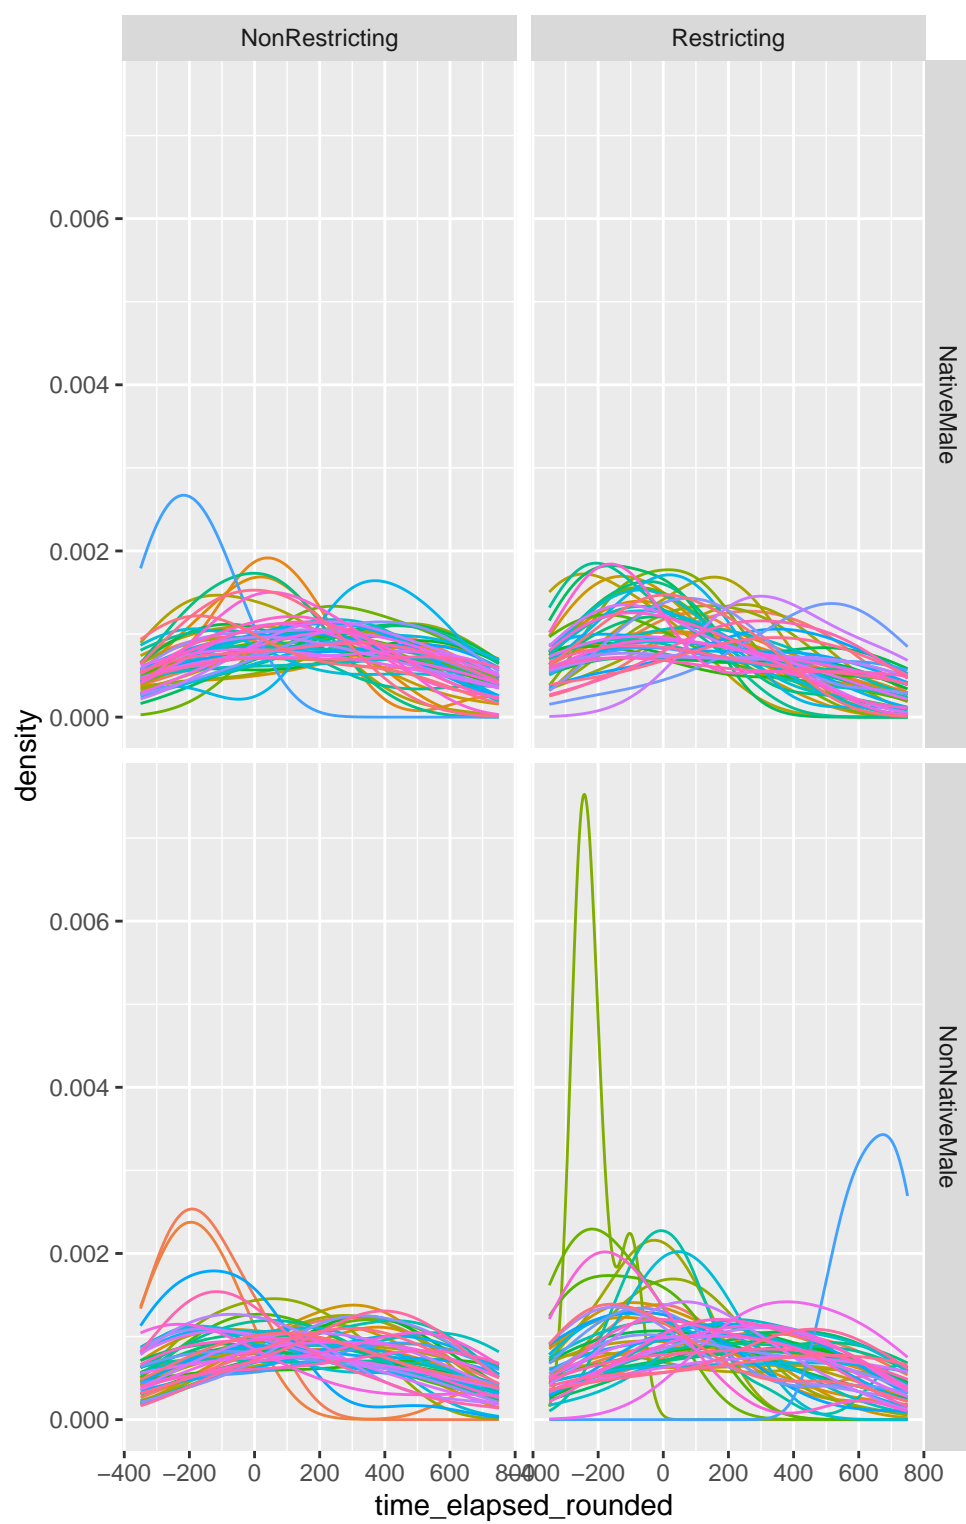 NonRestricting Restricting
0.006
0.004
0.002
0.000
NativeMale
density
0.006
0.004
0.002
0.000
NonNativeMale
−400 −200 0 200 400 600 800 −400 −200 0 200 400 600 800
time_elapsed_rounded